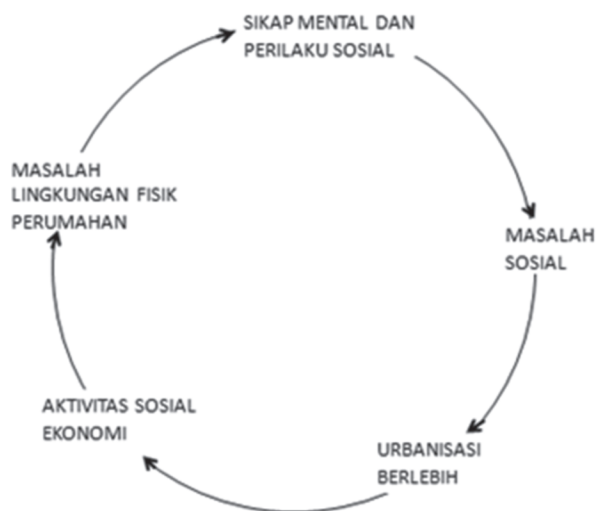 SIKAP MENTAL DAN
PERILAKU SOSIAL
MASALAH
SOSIAL
URBANISASI
BERLEBIH
AKTIVITAS SOSIAL
EKONOMI
MASALAH
LINGKUNGAN FISIK
PERUMAHAN